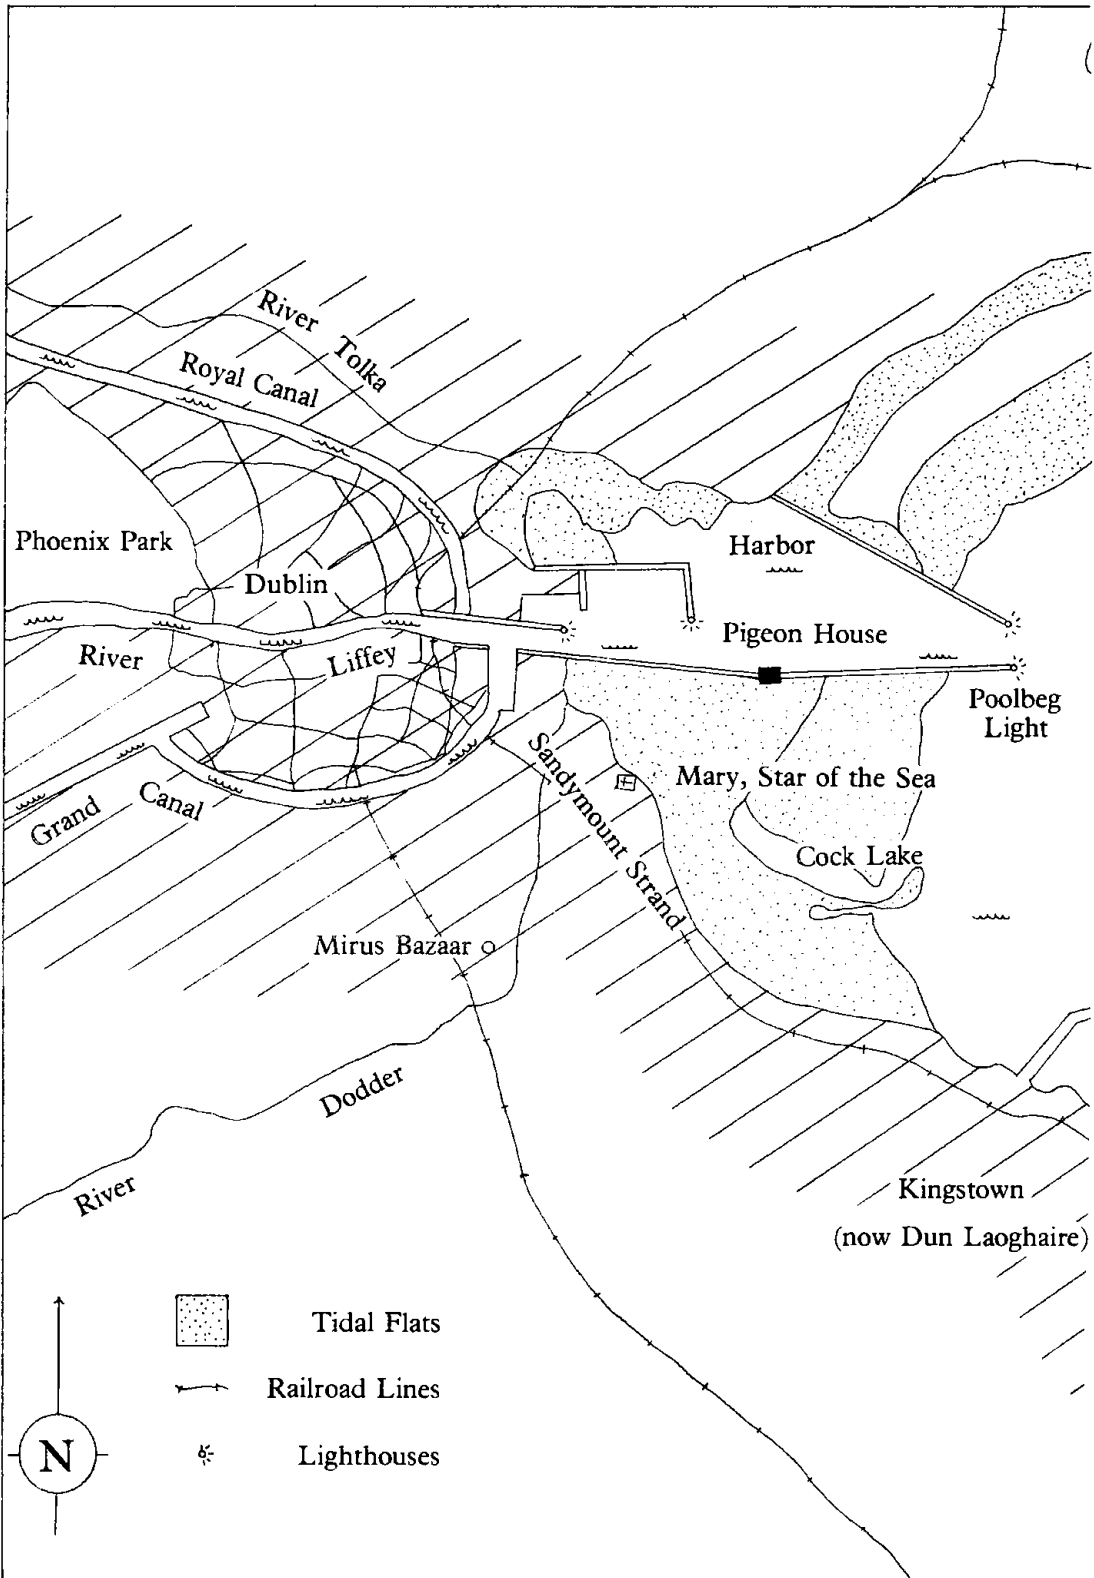 River
Tolka
Royal Canal
Phoenix Park
Harbor
Dublin
Pigeon House
River
Liffey
Poolbeg
Light
Sandymount Strand
Mary, Star of the Sea
Grand
Canal
Cock Lake
Mirus Bazaar
Dodder
River
Kingstown
(now Dun Laoghaire)
Tidal Flats
Railroad Lines
N
Lighthouses